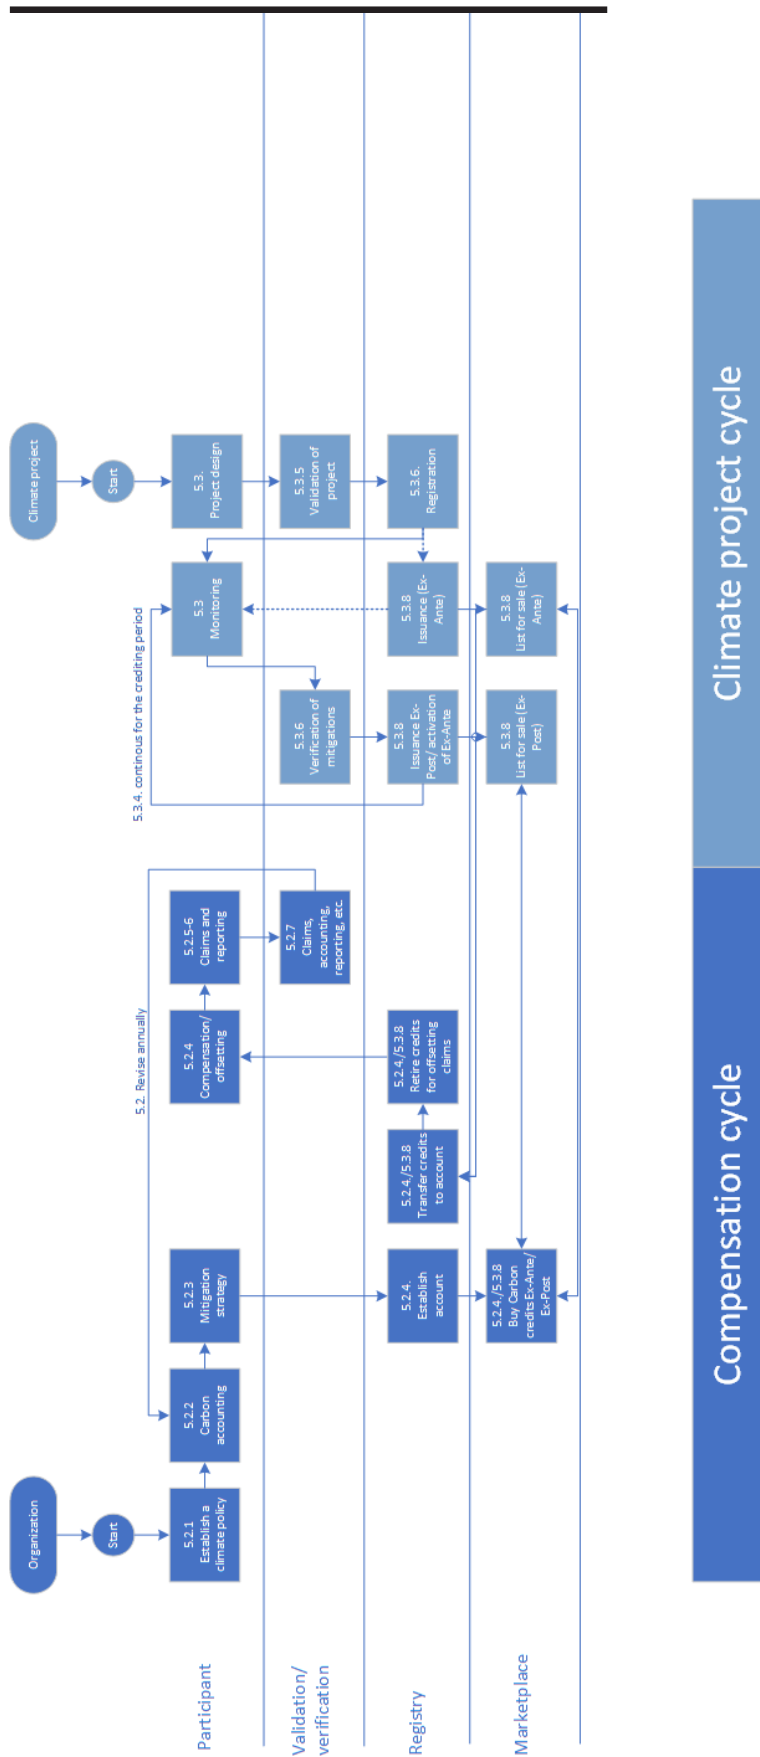 Organization
Start
Climate project
Start
Participant
5.2.1
Establish a
climate policy
5.2.2
Carbon
accounting
5.2.3
Mitigation
strategy
5.2. Revise annually
5.2.4
Compensation/
offsetting
5.2.5-6
Claims and
reporting
5.3.4. continous for the crediting period
5.3
Monitoring
5.3.
Project design
Validation/
verification
5.2.7
Claims,
accounting,
reporting, etc.
5.3.6
Verification of
mitigations
5.3.5
Validation of
project
Registry
5.2.4.
Establish
account
5.2.4./5.3.8
Transfer credits
to account
5.2.4./5.3.8
Retire credits
for offsetting
claims
5.3.8
Issuance Ex-
Post/ activation
of Ex-Ante
5.3.8
Issuance (Ex-
Ante)
5.3.6.
Registration
Marketplace
5.2.4./5.3.8
Buy Carbon
credits Ex-Ante/
Ex-Post
5.3.8
List for sale (Ex-
Post)
5.3.8
List for sale (Ex-
Ante)
Compensation cycle
Climate project cycle